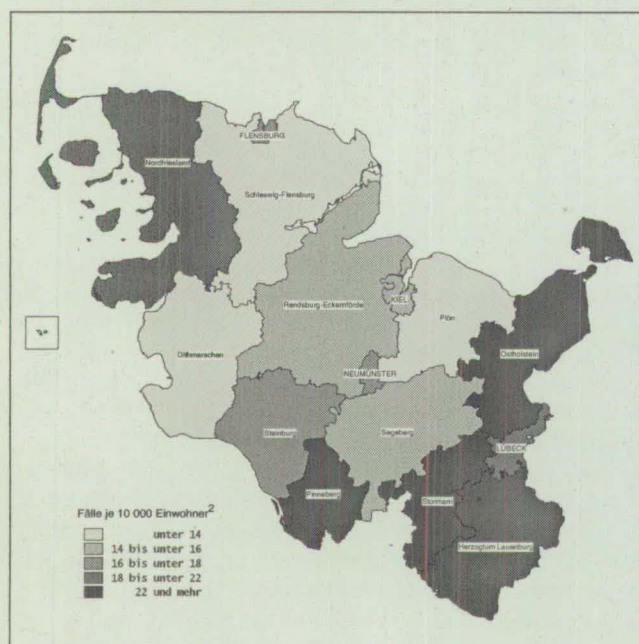 FLENSBURG
Nordfriesland
Schleswig-Flensburg
Rendsburg-Eckernförde
KIEL
Plön
Ostholstein
Dithmarschen
NEUMÜNSTER
Steinburg
Segeberg
LÜBECK
Pinneberg
Stormarn
Herzogtum Lauenburg
Fälle je 10 000 Einwohner²
unter 14
14 bis unter 16
16 bis unter 18
18 bis unter 22
22 und mehr